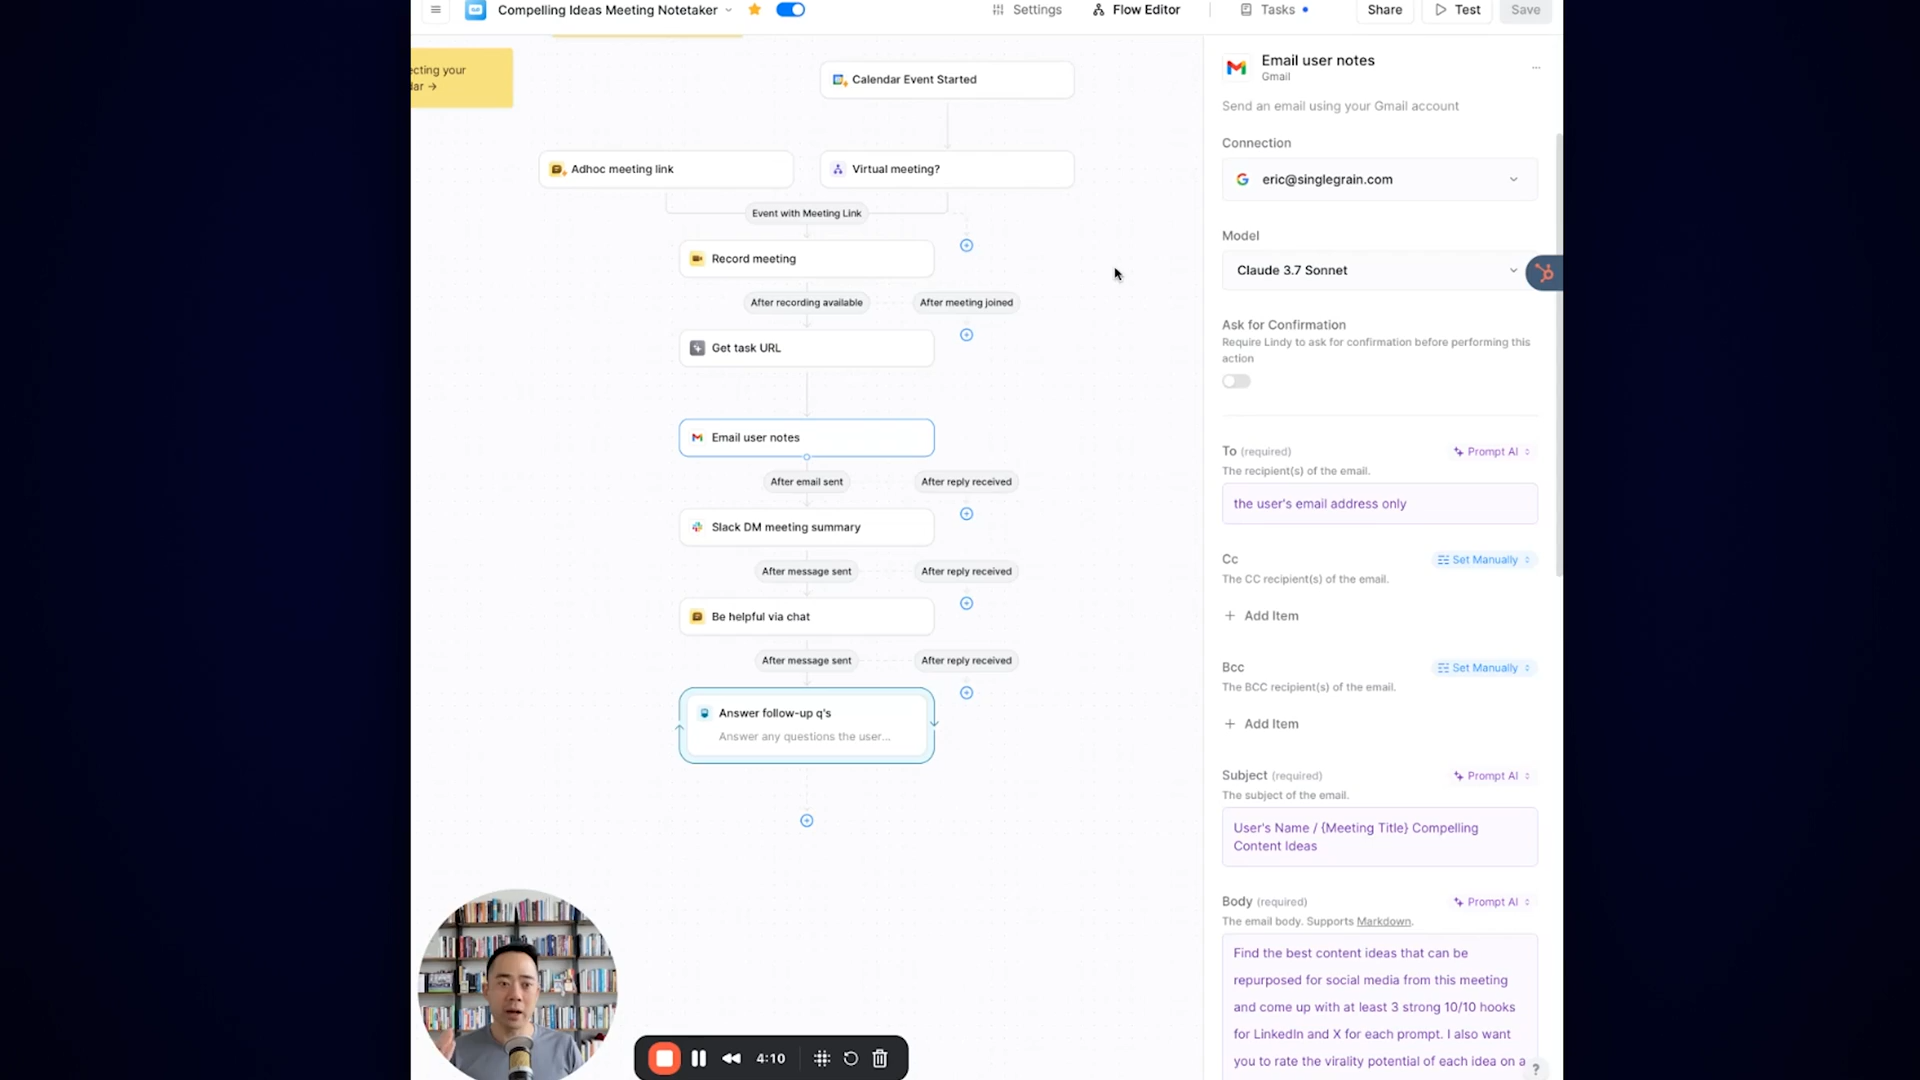 Compelling Ideas Meeting Notetaker
Settings
Flow Editor
Tasks
Share
Test
Save
ecting your
dar →
Calendar Event Started
Adhoc meeting link
Virtual meeting?
Event with Meeting Link
Record meeting
After recording available
After meeting joined
Get task URL
Email user notes
After email sent
After reply received
Slack DM meeting summary
After message sent
After reply received
Be helpful via chat
After message sent
After reply received
Answer follow-up q's
Answer any questions the user...
4:10
Email user notes
Gmail
Send an email using your Gmail account
Connection
eric@singlegrain.com
Model
Claude 3.7 Sonnet
Ask for Confirmation
Require Lindy to ask for confirmation before performing this
action
To (required)
Prompt AI
The recipient(s) of the email.
the user's email address only
Cc
Set Manually
The CC recipient(s) of the email.
+ Add Item
Bcc
Set Manually
The BCC recipient(s) of the email.
+ Add Item
Subject (required)
Prompt AI
The subject of the email.
User's Name / {Meeting Title} Compelling
Content Ideas
Body (required)
Prompt AI
The email body. Supports Markdown.
Find the best content ideas that can be
repurposed for social media from this meeting
and come up with at least 3 strong 10/10 hooks
for LinkedIn and X for each prompt. I also want
you to rate the virality potential of each idea on a
?